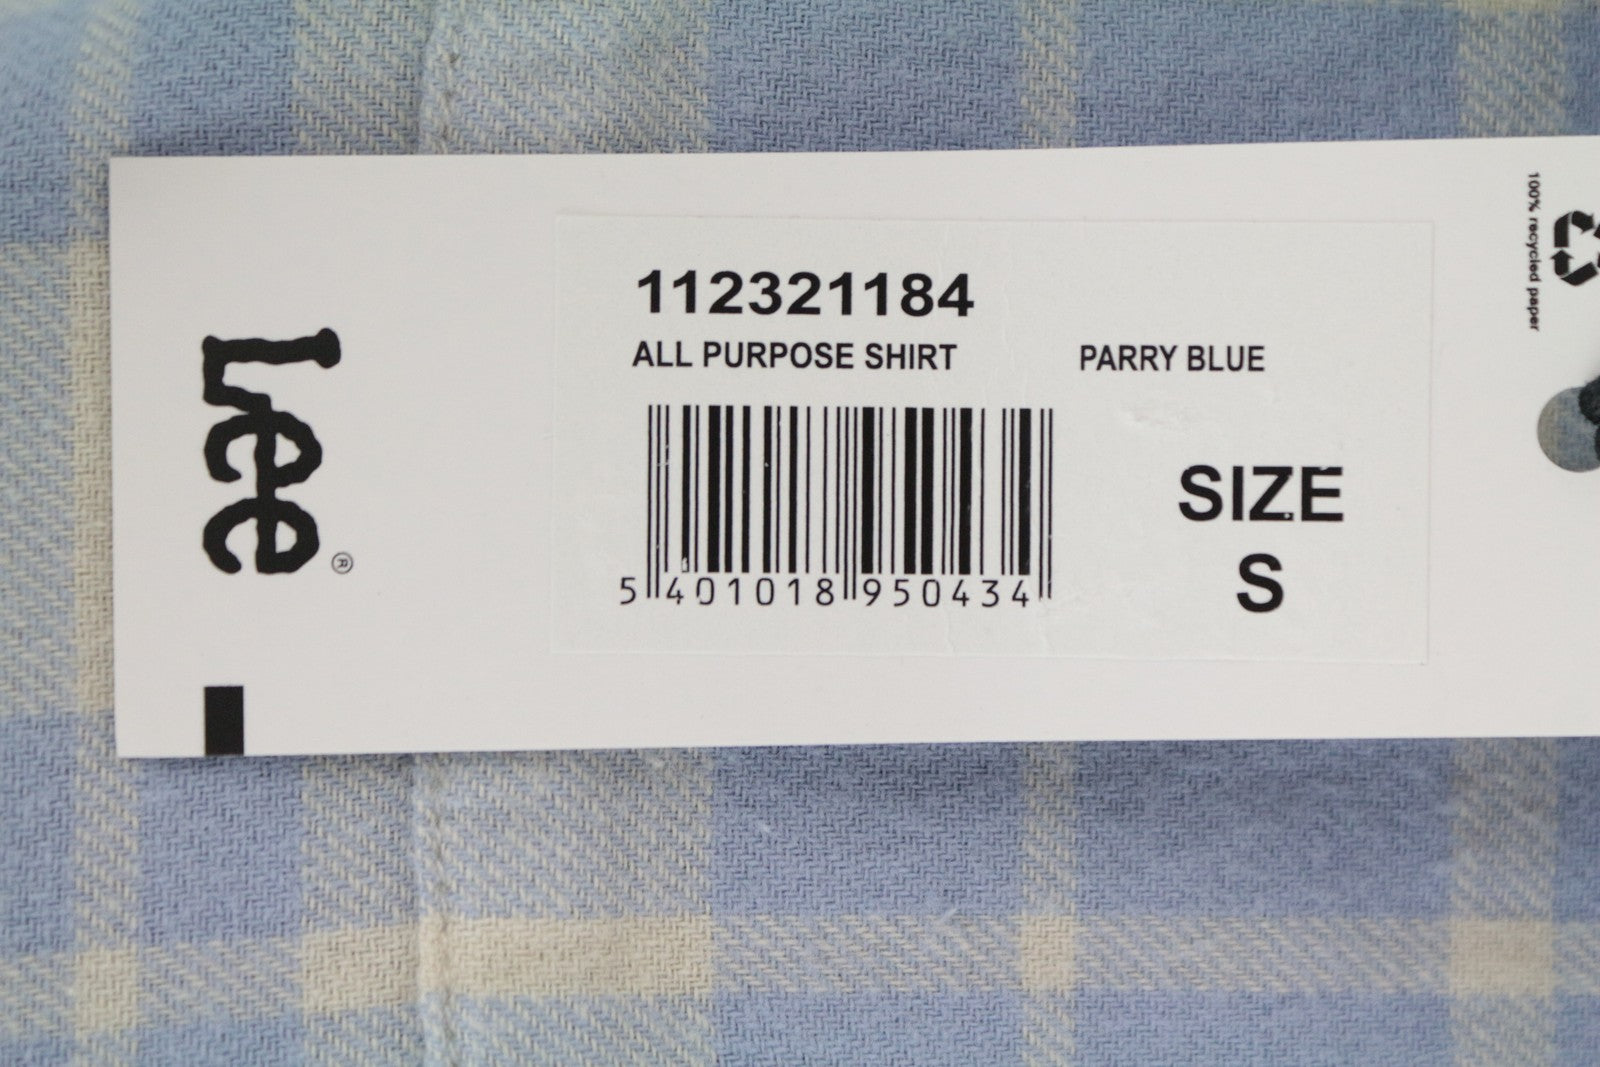 Lee®
112321184
ALL PURPOSE SHIRT
PARRY BLUE
SIZE
S
5 401018 950434
100% recycled paper